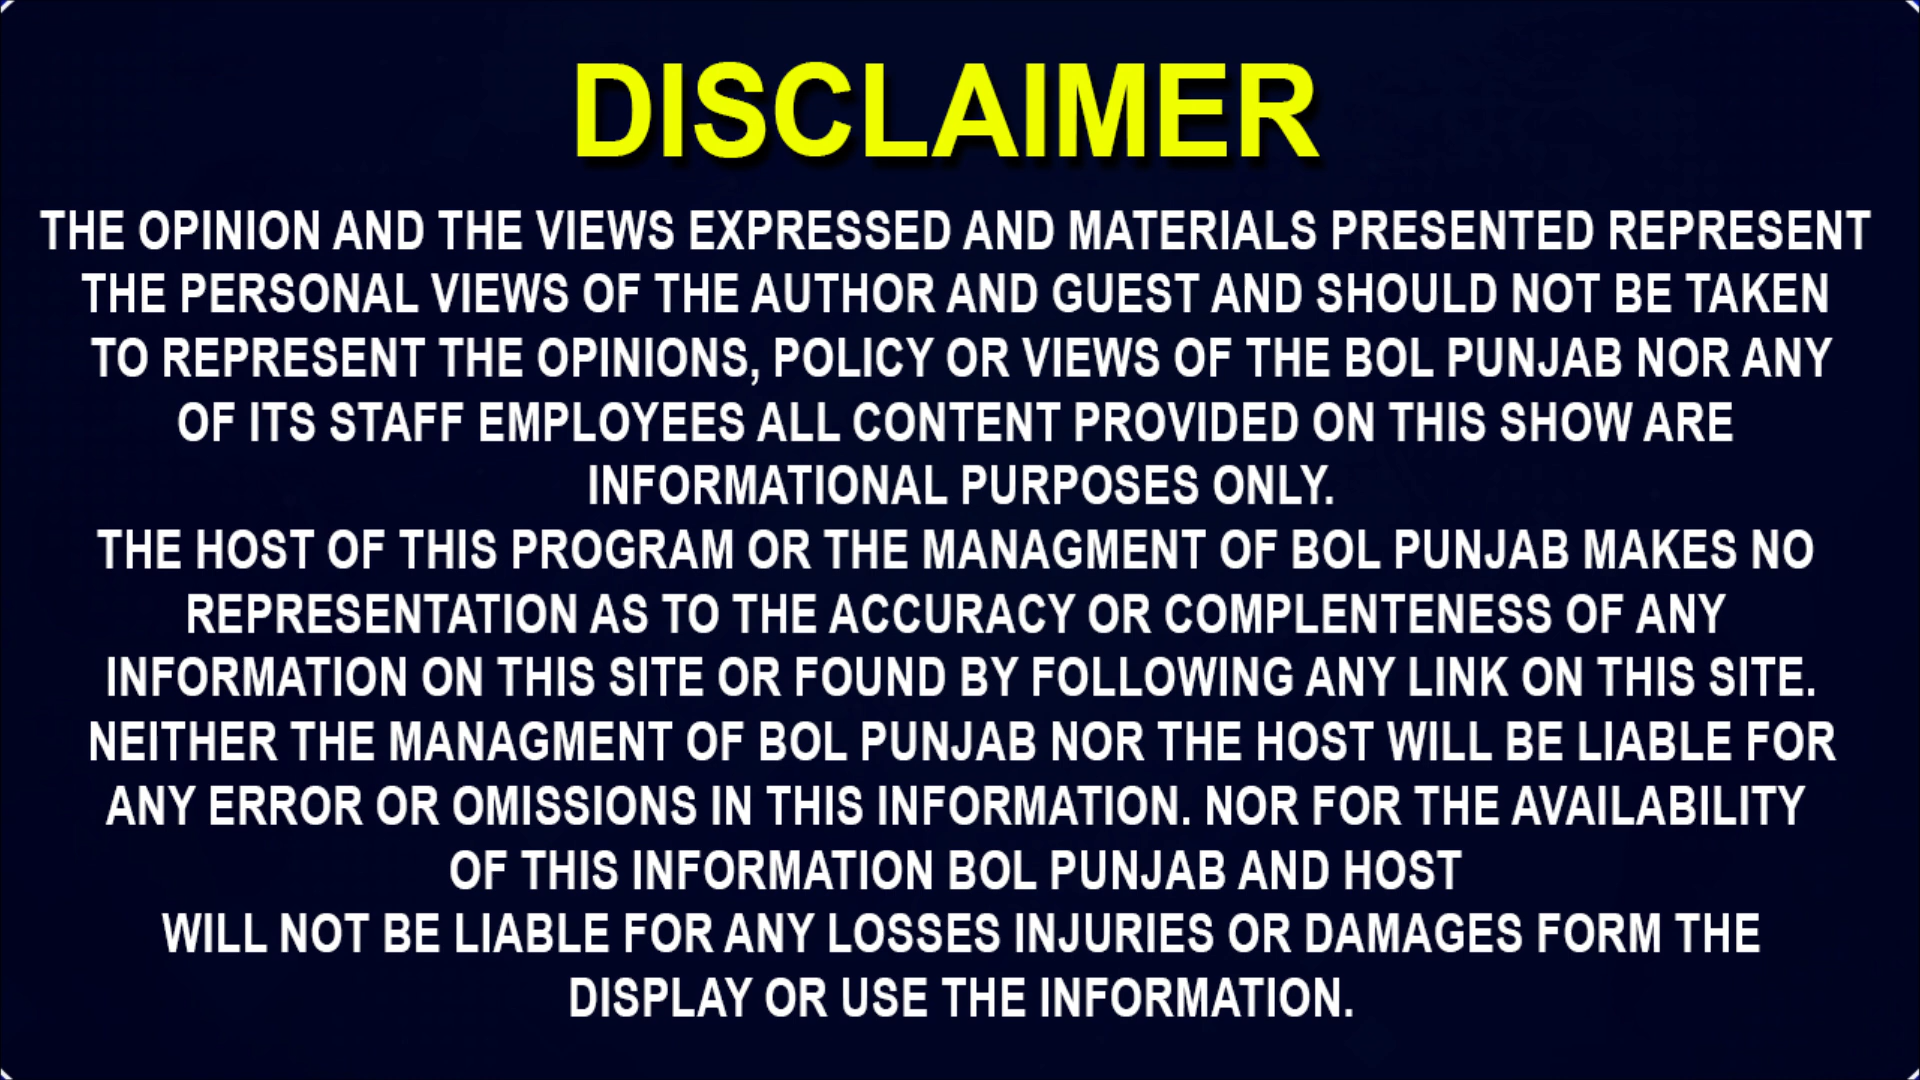 DISCLAIMER
THE OPINION AND THE VIEWS EXPRESSED AND MATERIALS PRESENTED REPRESENT
THE PERSONAL VIEWS OF THE AUTHOR AND GUEST AND SHOULD NOT BE TAKEN
TO REPRESENT THE OPINIONS, POLICY OR VIEWS OF THE BOL PUNJAB NOR ANY
OF ITS STAFF EMPLOYEES ALL CONTENT PROVIDED ON THIS SHOW ARE
INFORMATIONAL PURPOSES ONLY.
THE HOST OF THIS PROGRAM OR THE MANAGMENT OF BOL PUNJAB MAKES NO
REPRESENTATION AS TO THE ACCURACY OR COMPLENTENESS OF ANY
INFORMATION ON THIS SITE OR FOUND BY FOLLOWING ANY LINK ON THIS SITE.
NEITHER THE MANAGMENT OF BOL PUNJAB NOR THE HOST WILL BE LIABLE FOR
ANY ERROR OR OMISSIONS IN THIS INFORMATION. NOR FOR THE AVAILABILITY
OF THIS INFORMATION BOL PUNJAB AND HOST
WILL NOT BE LIABLE FOR ANY LOSSES INJURIES OR DAMAGES FORM THE
DISPLAY OR USE THE INFORMATION.